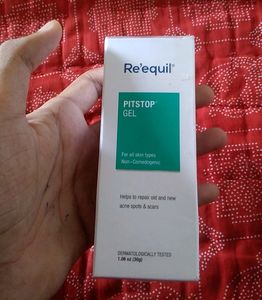 Re'equil®
PITSTOP
GEL
For all skin types
Non-Comedogenic
Helps to repair old and new
acne spots & scars
DERMATOLOGICALLY TESTED
1.06 oz (30g)